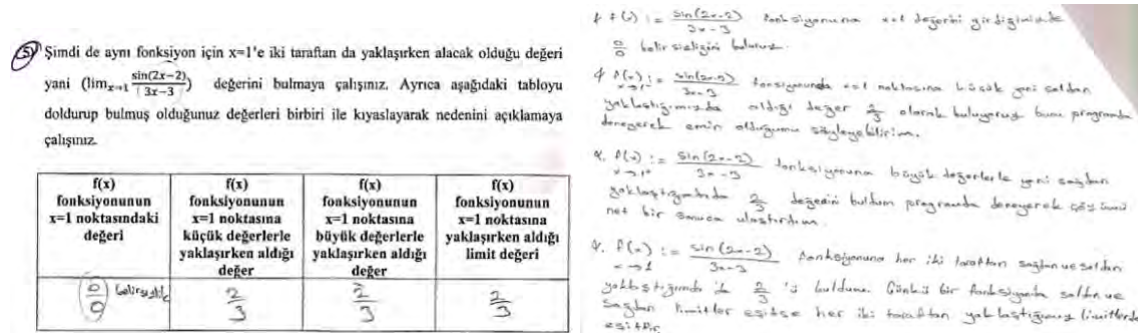 5) Şimdi de aynı fonksiyon için x=1'e iki taraftan da yaklaşırken alacak olduğu değeri
yani (lim_{x→1} sin(2x-2)/(3x-3)) değerini bulmaya çalışınız. Ayrıca aşağıdaki tabloyu
doldurup bulmuş olduğunuz değerleri birbiri ile kıyaslayarak nedenini açıklamaya
çalışınız.
f(x) fonksiyonunun x=1 noktasındaki değeri
f(x) fonksiyonunun x=1 noktasına küçük değerlerle yaklaşırken aldığı değer
f(x) fonksiyonunun x=1 noktasına büyük değerlerle yaklaşırken aldığı değer
f(x) fonksiyonunun x=1 noktasına yaklaşırken aldığı limit değeri
0/0 belirsizlik
2/3
2/3
2/3
f(x) := sin(2x-2)/(3x-3) fonksiyonuna x=1 değerini girdiğimizde
0/0 belirsizliğini buluruz.
f(x) := sin(2x-2)/(3x-3) fonksiyonunda x=1 noktasına küçük yani soldan
yaklaştığımızda aldığı değer 2/3 olarak buluyoruz bunu programda
deneyerek emin olduğumu söyleyebilirim.
f(x) := sin(2x-2)/(3x-3) fonksiyonuna büyük değerlerle yani sağdan
yaklaştığımda 2/3 değerini buldum programda deneyerek çözümü
net bir sonuca ulaştırdım.
f(x) := sin(2x-2)/(3x-3) fonksiyonuna her iki taraftan sağdan ve soldan
x→1
yaklaştığımda 2/3 'ü buldum. Çünkü bir fonksiyonda soldan ve
sağdan limitler eşitse her iki taraftan yaklaştığımız limitlerde
eşittir.